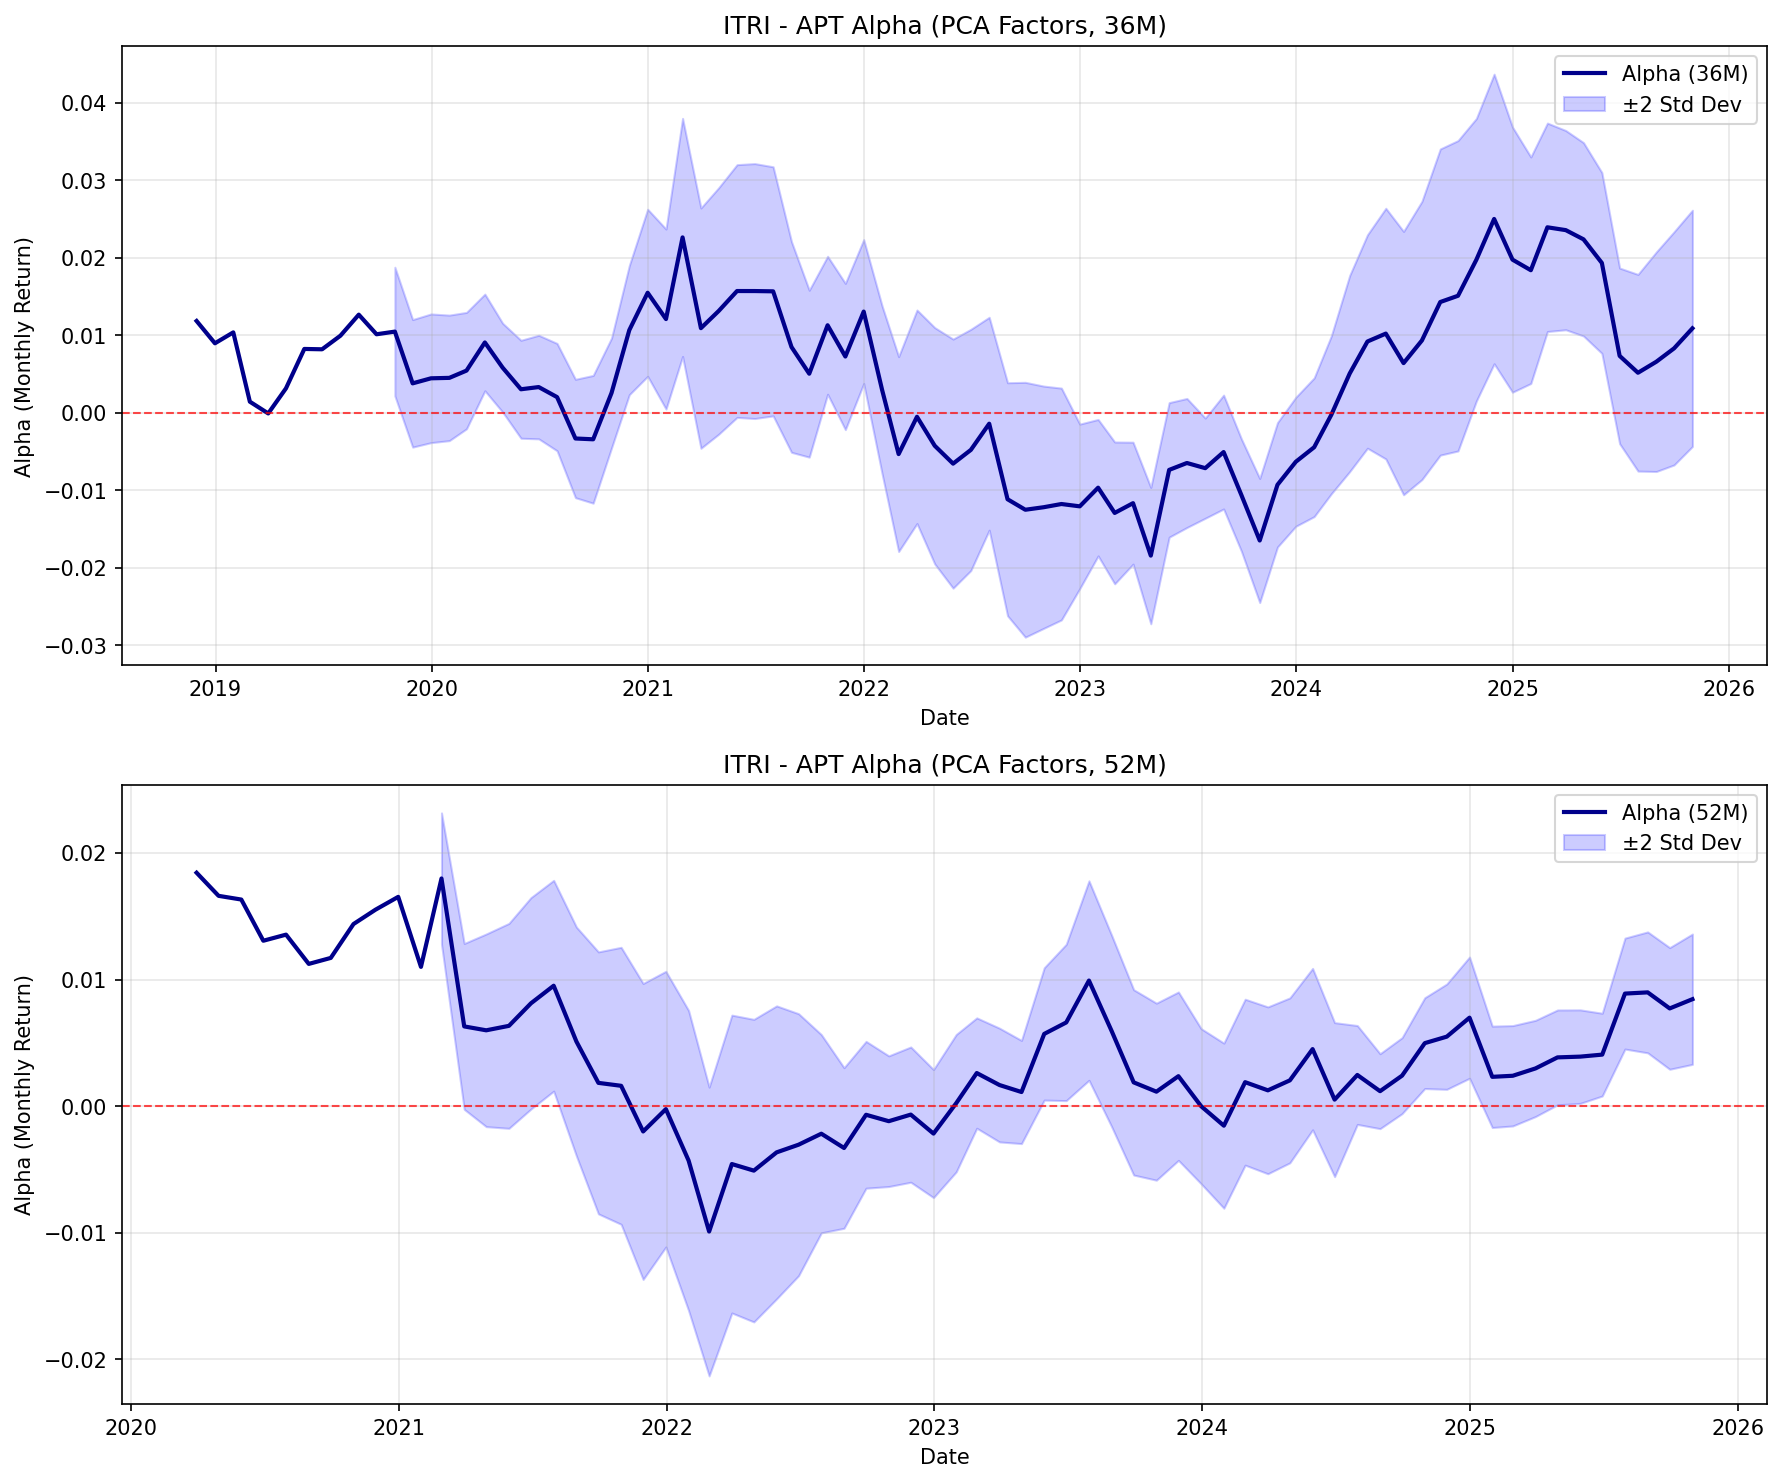 ITRI - APT Alpha (PCA Factors, 36M)
Alpha (36M)
±2 Std Dev
Alpha (Monthly Return)
0.04
0.03
0.02
0.01
0.00
−0.01
−0.02
−0.03
2019 2020 2021 2022 2023 2024 2025 2026
Date
ITRI - APT Alpha (PCA Factors, 52M)
Alpha (52M)
±2 Std Dev
Alpha (Monthly Return)
0.02
0.01
0.00
−0.01
−0.02
2020 2021 2022 2023 2024 2025 2026
Date